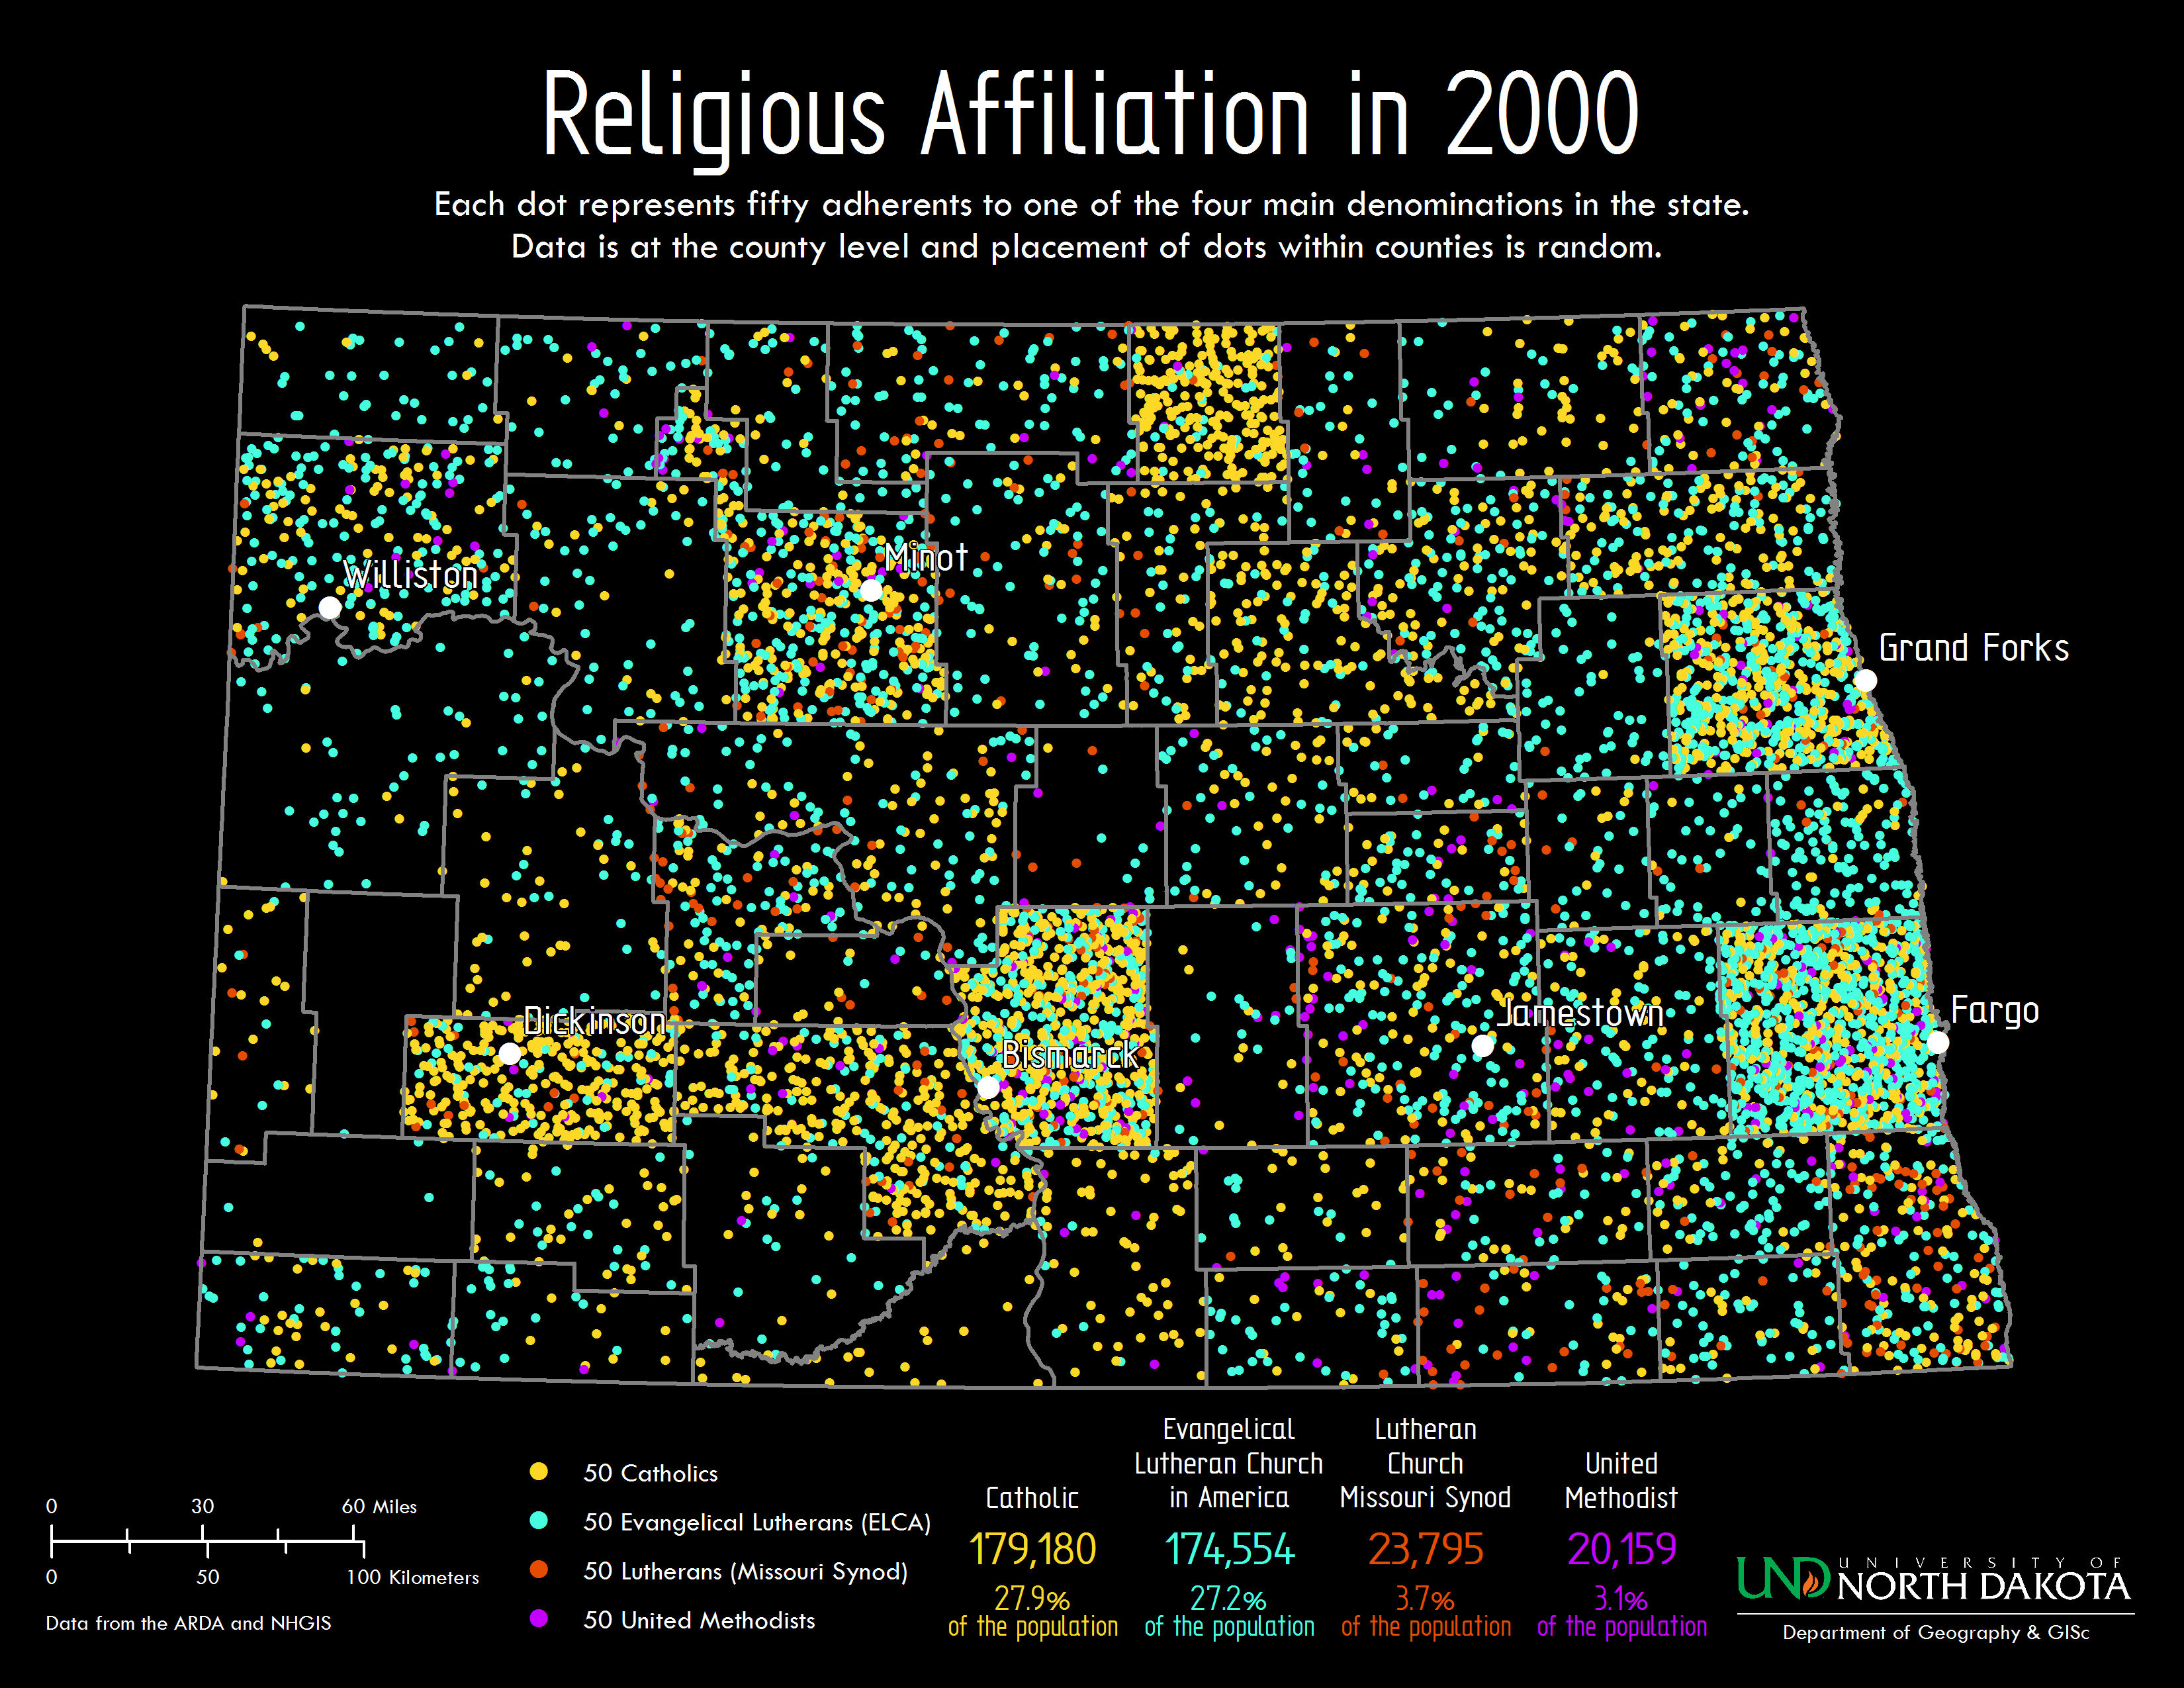 Religious Affiliation in 2000
Each dot represents fifty adherents to one of the four main denominations in the state.
Data is at the county level and placement of dots within counties is random.
Minot
Williston
Grand Forks
Fargo
Jamestown
Dickinson
Bismarck
0 30 60 Miles
0 50 100 Kilometers
Data from the ARDA and NHGIS
50 Catholics
50 Evangelical Lutherans (ELCA)
50 Lutherans (Missouri Synod)
50 United Methodists
Catholic
179,180
27.9%
of the population
Evangelical
Lutheran Church
in America
174,554
27.2%
of the population
Lutheran
Church
Missouri Synod
23,795
3.7%
of the population
United
Methodist
20,159
3.1%
of the population
UND UNIVERSITY OF
NORTH DAKOTA
Department of Geography & GISc